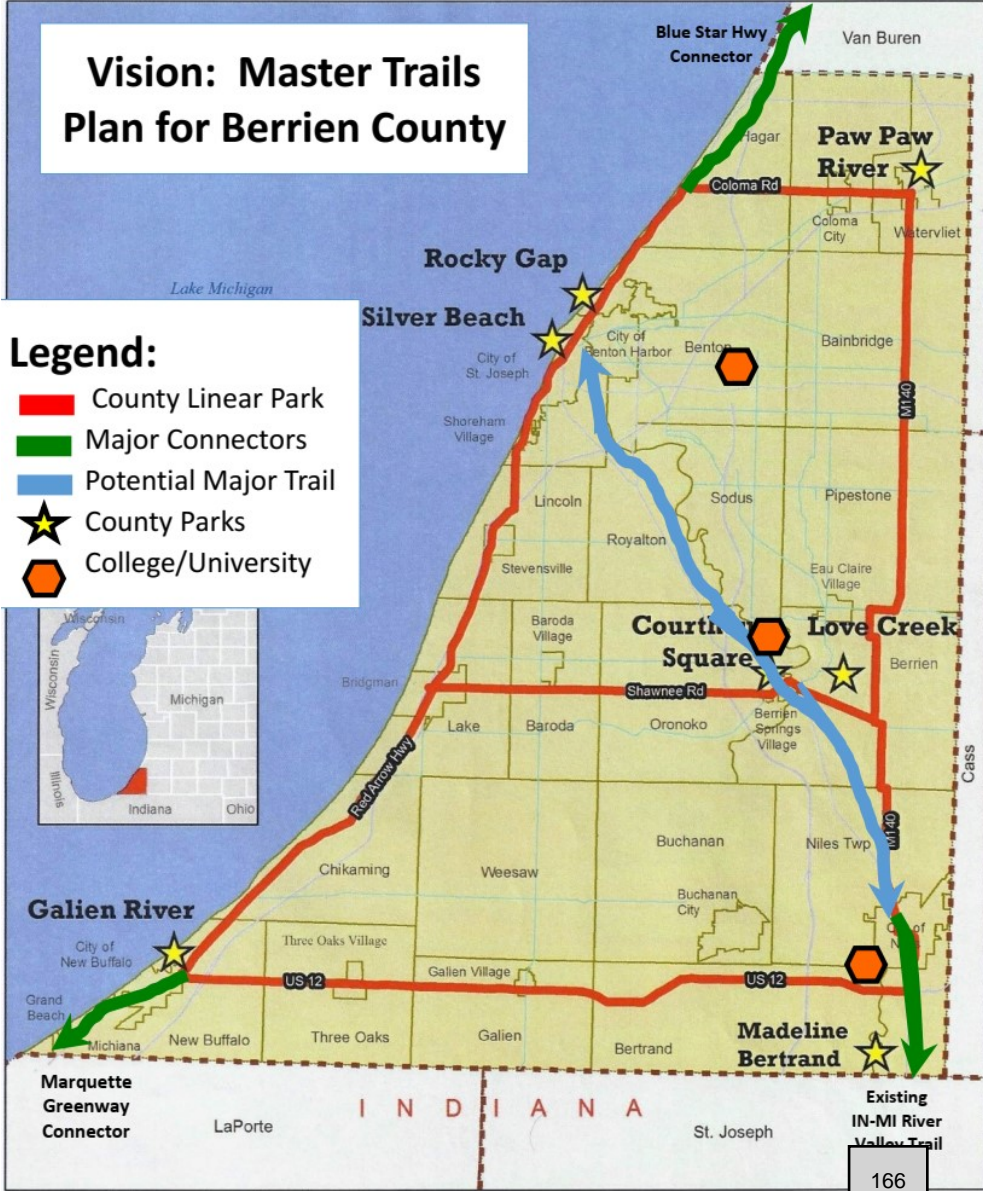 Vision: Master Trails
Plan for Berrien County
Blue Star Hwy
Connector
Van Buren
Hagar
Paw Paw
River
Coloma Rd
Coloma
City
Watervliet
Rocky Gap
Lake Michigan
Silver Beach
City of
St. Joseph
City of
Benton Harbor
Benton
Bainbridge
Legend:
County Linear Park
Major Connectors
Potential Major Trail
County Parks
College/University
M140
Shoreham
Village
Lincoln
Sodus
Pipestone
Royalton
Stevensville
Eau Claire
Village
Wisconsin
Wisconsin
Michigan
Illinois
Indiana
Ohio
Baroda
Village
Square
Love Creek
Berrien
Bridgman
Shawnee Rd
Lake
Baroda
Oronoko
Berrien
Springs
Village
Cass
Red Arrow Hwy
M140
Buchanan
Niles Twp
Chikaming
Weesaw
Buchanan
City
Galien River
City of
New Buffalo
Three Oaks Village
City of
Galien Village
US 12
US 12
Grand
Beach
Michiana
New Buffalo
Three Oaks
Galien
Bertrand
Madeline
Bertrand
Marquette
Greenway
Connector
INDIANA
LaPorte
St. Joseph
Existing
IN-MI River
Valley Trail
166